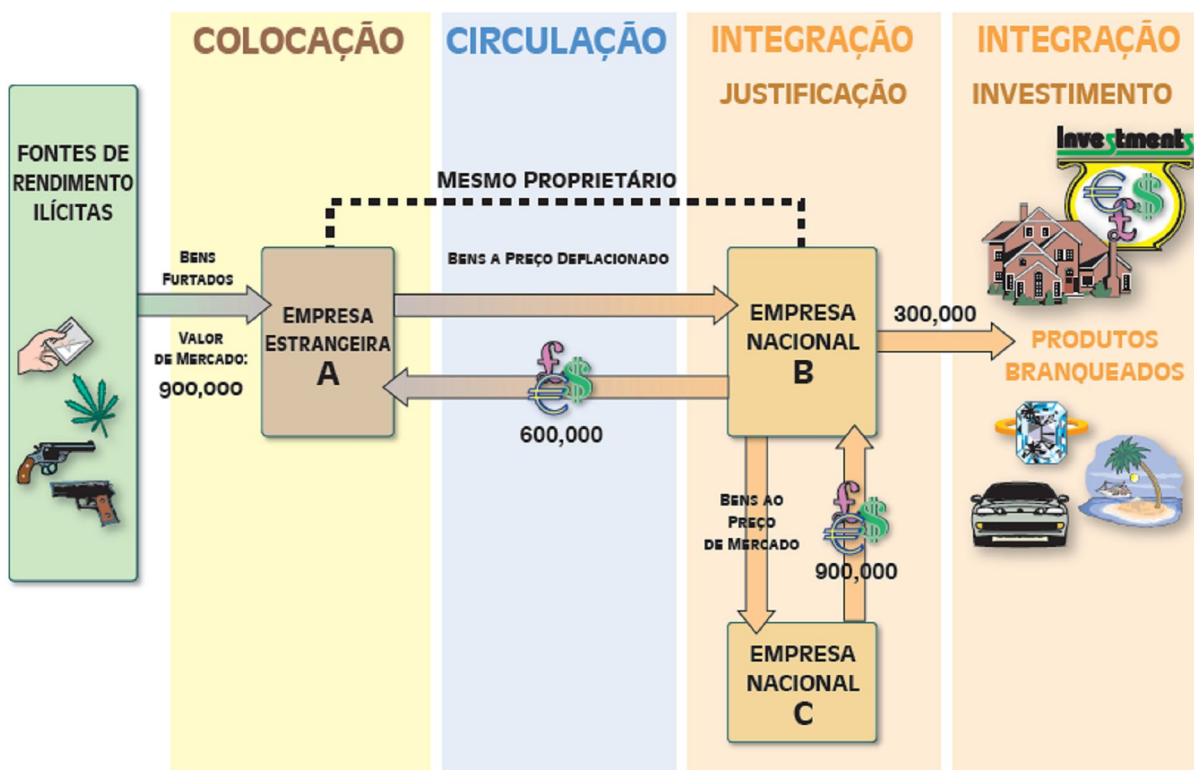 COLOCAÇÃO
CIRCULAÇÃO
INTEGRAÇÃO
JUSTIFICAÇÃO
INTEGRAÇÃO
INVESTIMENTO
FONTES DE
RENDIMENTO
ILÍCITAS
BENS
FURTADOS
VALOR
DE MERCADO:
900,000
EMPRESA
ESTRANGEIRA
A
MESMO PROPRIETÁRIO
BENS A PREÇO DEFLACIONADO
£
€$
600,000
EMPRESA
NACIONAL
B
BENS AO
PREÇO
DE MERCADO
£
€$
900,000
EMPRESA
NACIONAL
C
300,000
Investments
€$
£
PRODUTOS
BRANQUEADOS